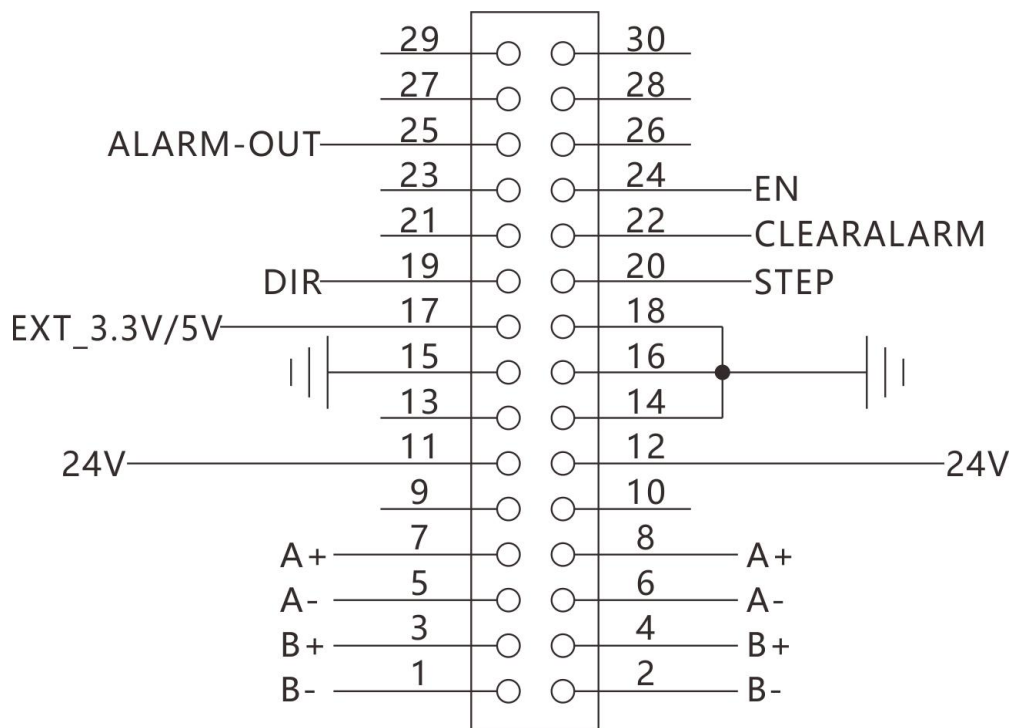 29 30
27 28
ALARM-OUT 25 26
23 24 EN
21 22 CLEARALARM
DIR 19 20 STEP
EXT_3.3V/5V 17 18
15 16
13 14
24V 11 12 24V
9 10
A+ 7 8 A+
A- 5 6 A-
B+ 3 4 B+
B- 1 2 B-